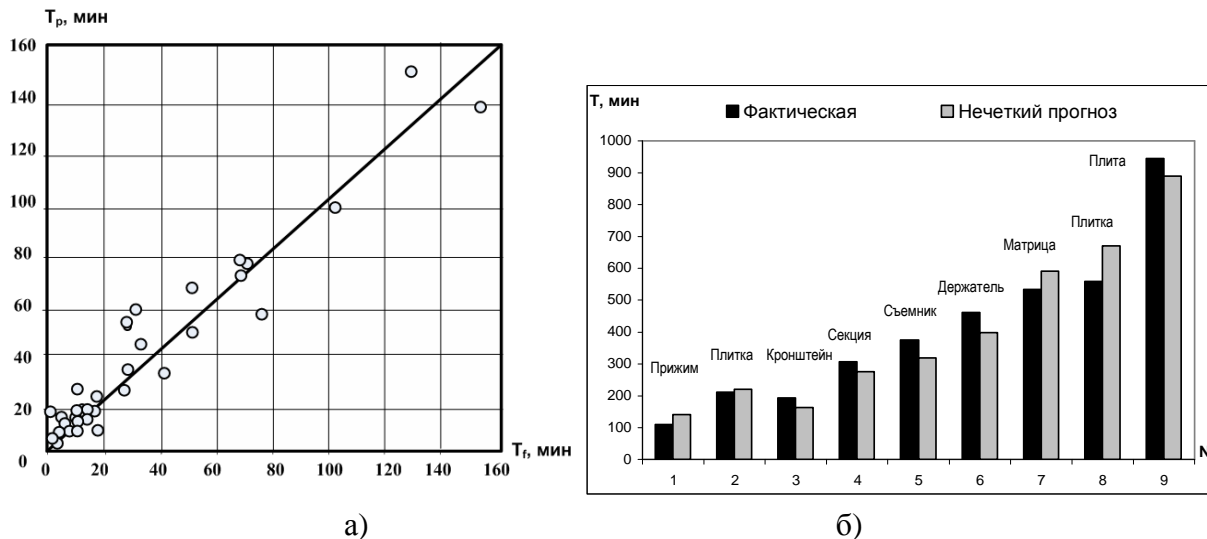 Tp, мин
160
140
120
100
80
60
40
20
0
0 20 40 60 80 100 120 140 160
Tf, мин
а)
Т, мин
Фактическая Нечеткий прогноз
1000
900
800
700
600
500
400
300
200
100
0
Прижим
Плитка
Кронштейн
Секция
Съемник
Держатель
Матрица
Плитка
Плита
1 2 3 4 5 6 7 8 9
N
б)